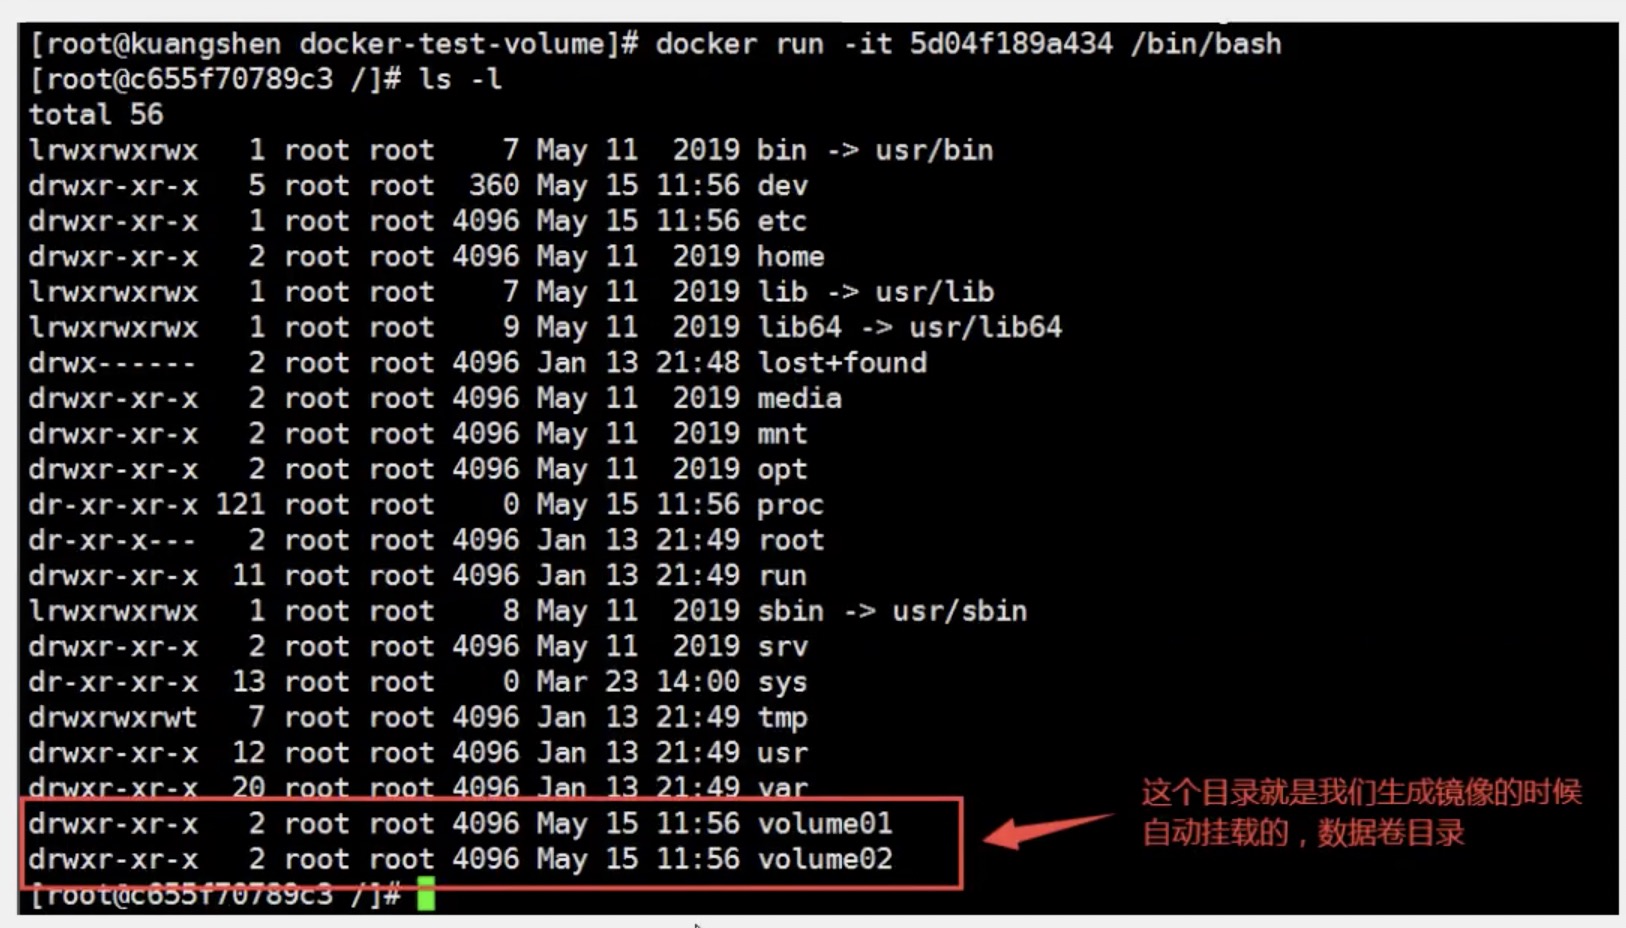 [root@kuangshen docker-test-volume]# docker run -it 5d04f189a434 /bin/bash
[root@c655f70789c3 /]# ls -l
total 56
lrwxrwxrwx   1 root root    7 May 11  2019 bin -> usr/bin
drwxr-xr-x   5 root root  360 May 15 11:56 dev
drwxr-xr-x   1 root root 4096 May 15 11:56 etc
drwxr-xr-x   2 root root 4096 May 11  2019 home
lrwxrwxrwx   1 root root    7 May 11  2019 lib -> usr/lib
lrwxrwxrwx   1 root root    9 May 11  2019 lib64 -> usr/lib64
drwx------   2 root root 4096 Jan 13 21:48 lost+found
drwxr-xr-x   2 root root 4096 May 11  2019 media
drwxr-xr-x   2 root root 4096 May 11  2019 mnt
drwxr-xr-x   2 root root 4096 May 11  2019 opt
dr-xr-xr-x 121 root root    0 May 15 11:56 proc
dr-xr-x---   2 root root 4096 Jan 13 21:49 root
drwxr-xr-x  11 root root 4096 Jan 13 21:49 run
lrwxrwxrwx   1 root root    8 May 11  2019 sbin -> usr/sbin
drwxr-xr-x   2 root root 4096 May 11  2019 srv
dr-xr-xr-x  13 root root    0 Mar 23 14:00 sys
drwxrwxrwt   7 root root 4096 Jan 13 21:49 tmp
drwxr-xr-x  12 root root 4096 Jan 13 21:49 usr
drwxr-xr-x  20 root root 4096 Jan 13 21:49 var
drwxr-xr-x   2 root root 4096 May 15 11:56 volume01
drwxr-xr-x   2 root root 4096 May 15 11:56 volume02
[root@c655f70789c3 /]#
这个目录就是我们生成镜像的时候
自动挂载的，数据卷目录